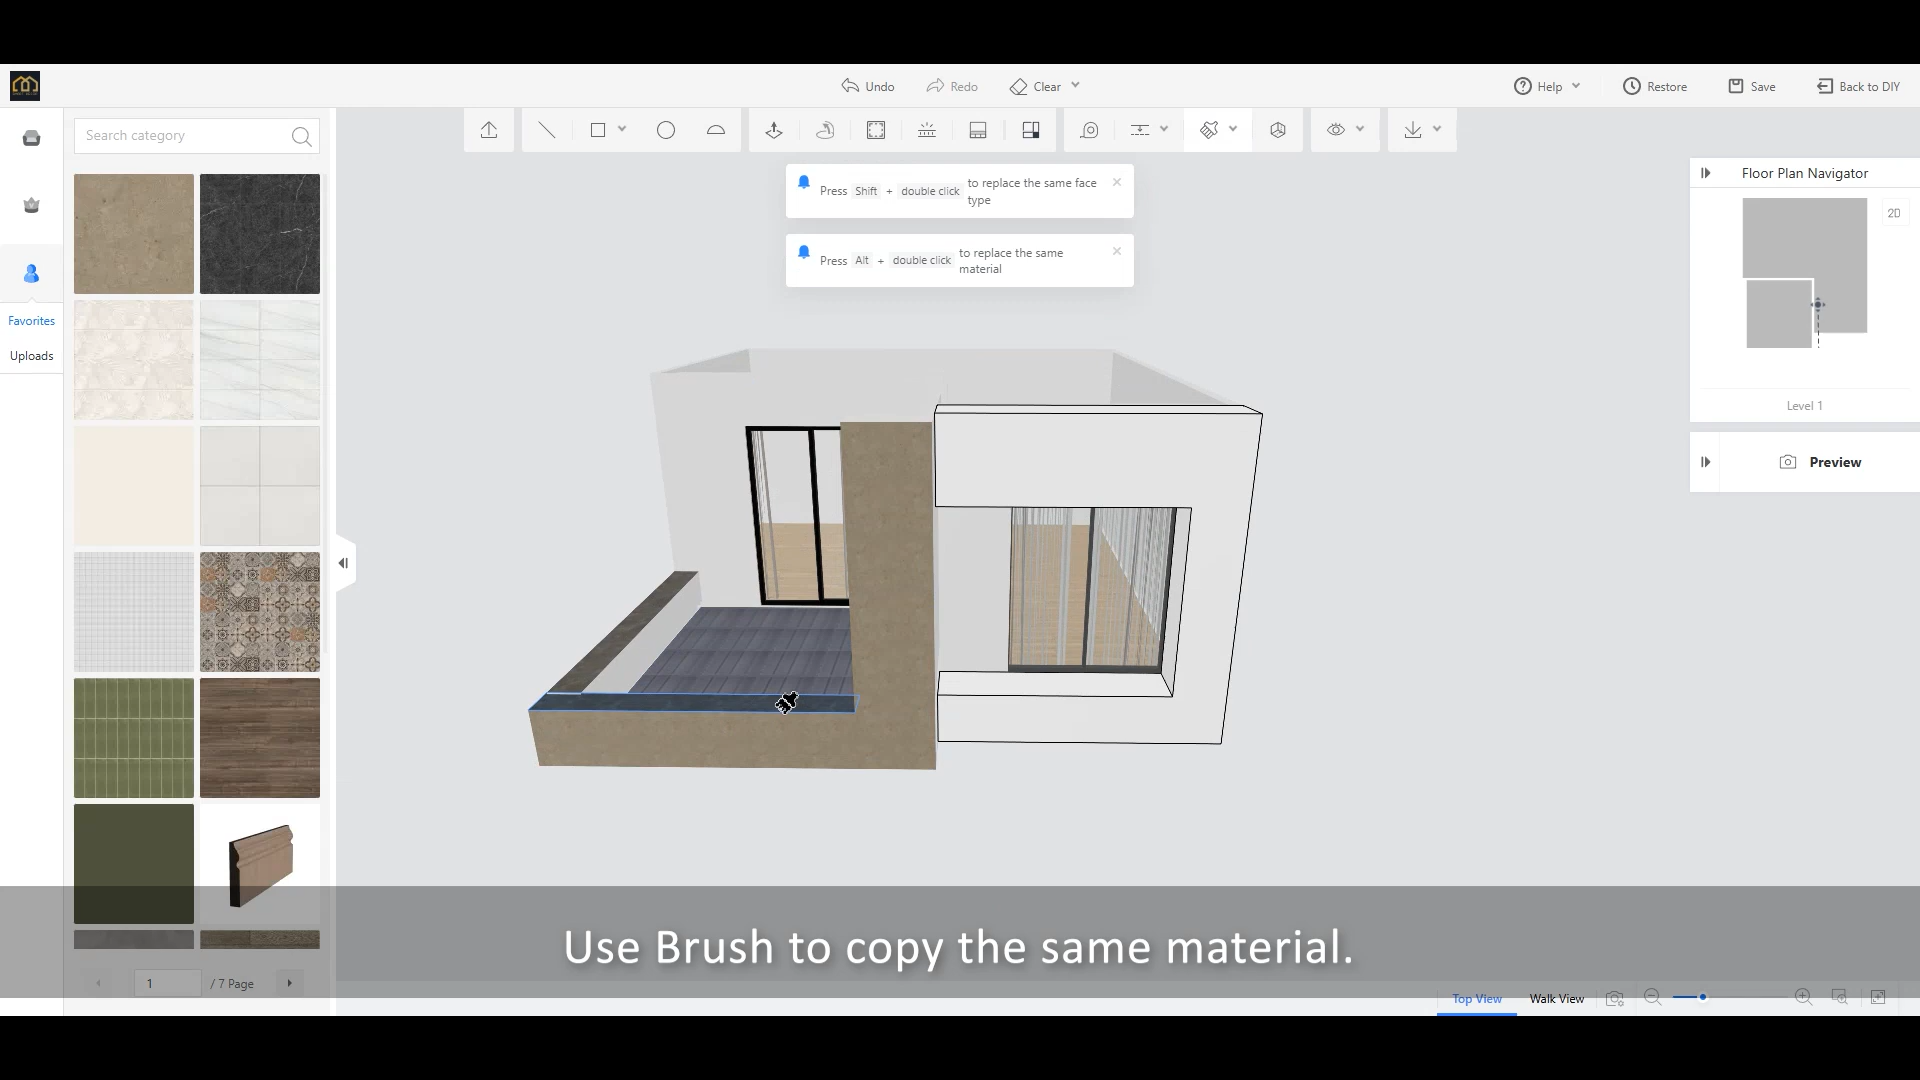 Undo
Redo
Clear
Help
Restore
Save
Back to DIY
Search category
Favorites
Uploads
Press Shift + double click to replace the same face
type
Press Alt + double click to replace the same
material
Floor Plan Navigator
2D
Level 1
Preview
Use Brush to copy the same material.
1 / 7 Page
Top View
Walk View